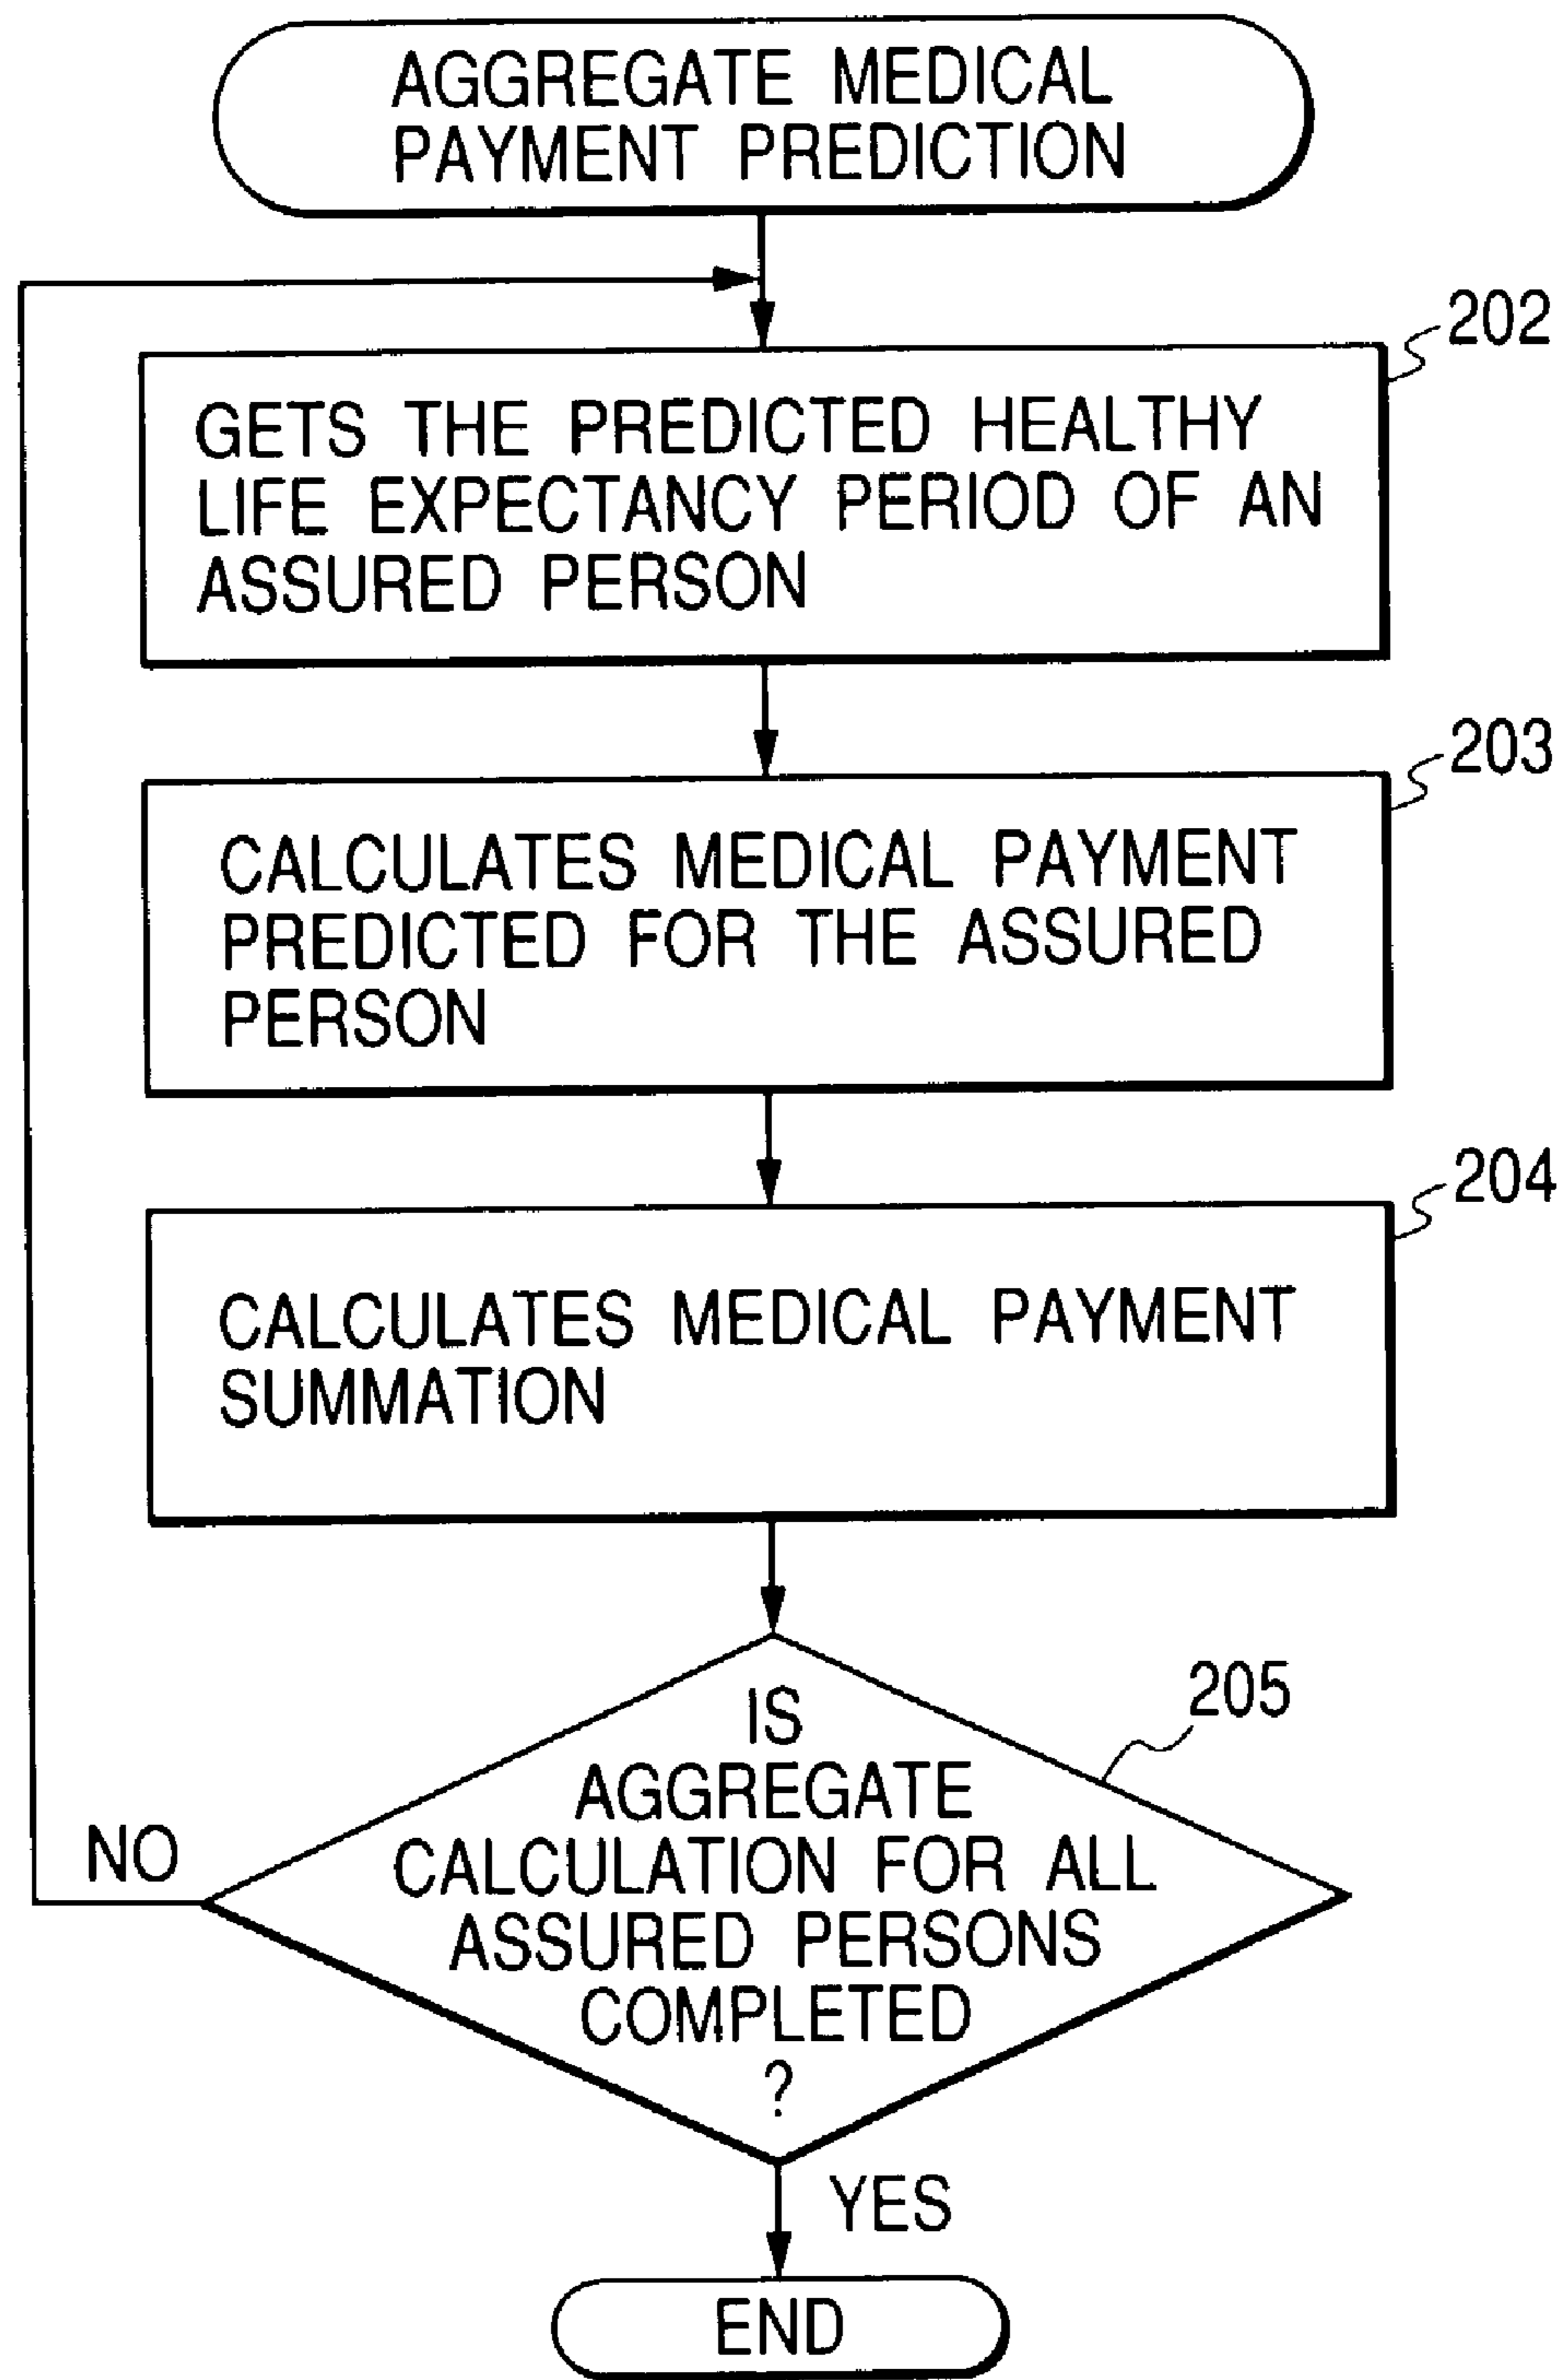 AGGREGATE MEDICAL
PAYMENT PREDICTION
202
GETS THE PREDICTED HEALTHY
LIFE EXPECTANCY PERIOD OF AN
ASSURED PERSON
203
CALCULATES MEDICAL PAYMENT
PREDICTED FOR THE ASSURED
PERSON
204
CALCULATES MEDICAL PAYMENT
SUMMATION
205
IS
AGGREGATE
CALCULATION FOR ALL
ASSURED PERSONS
COMPLETED
?
NO
YES
END